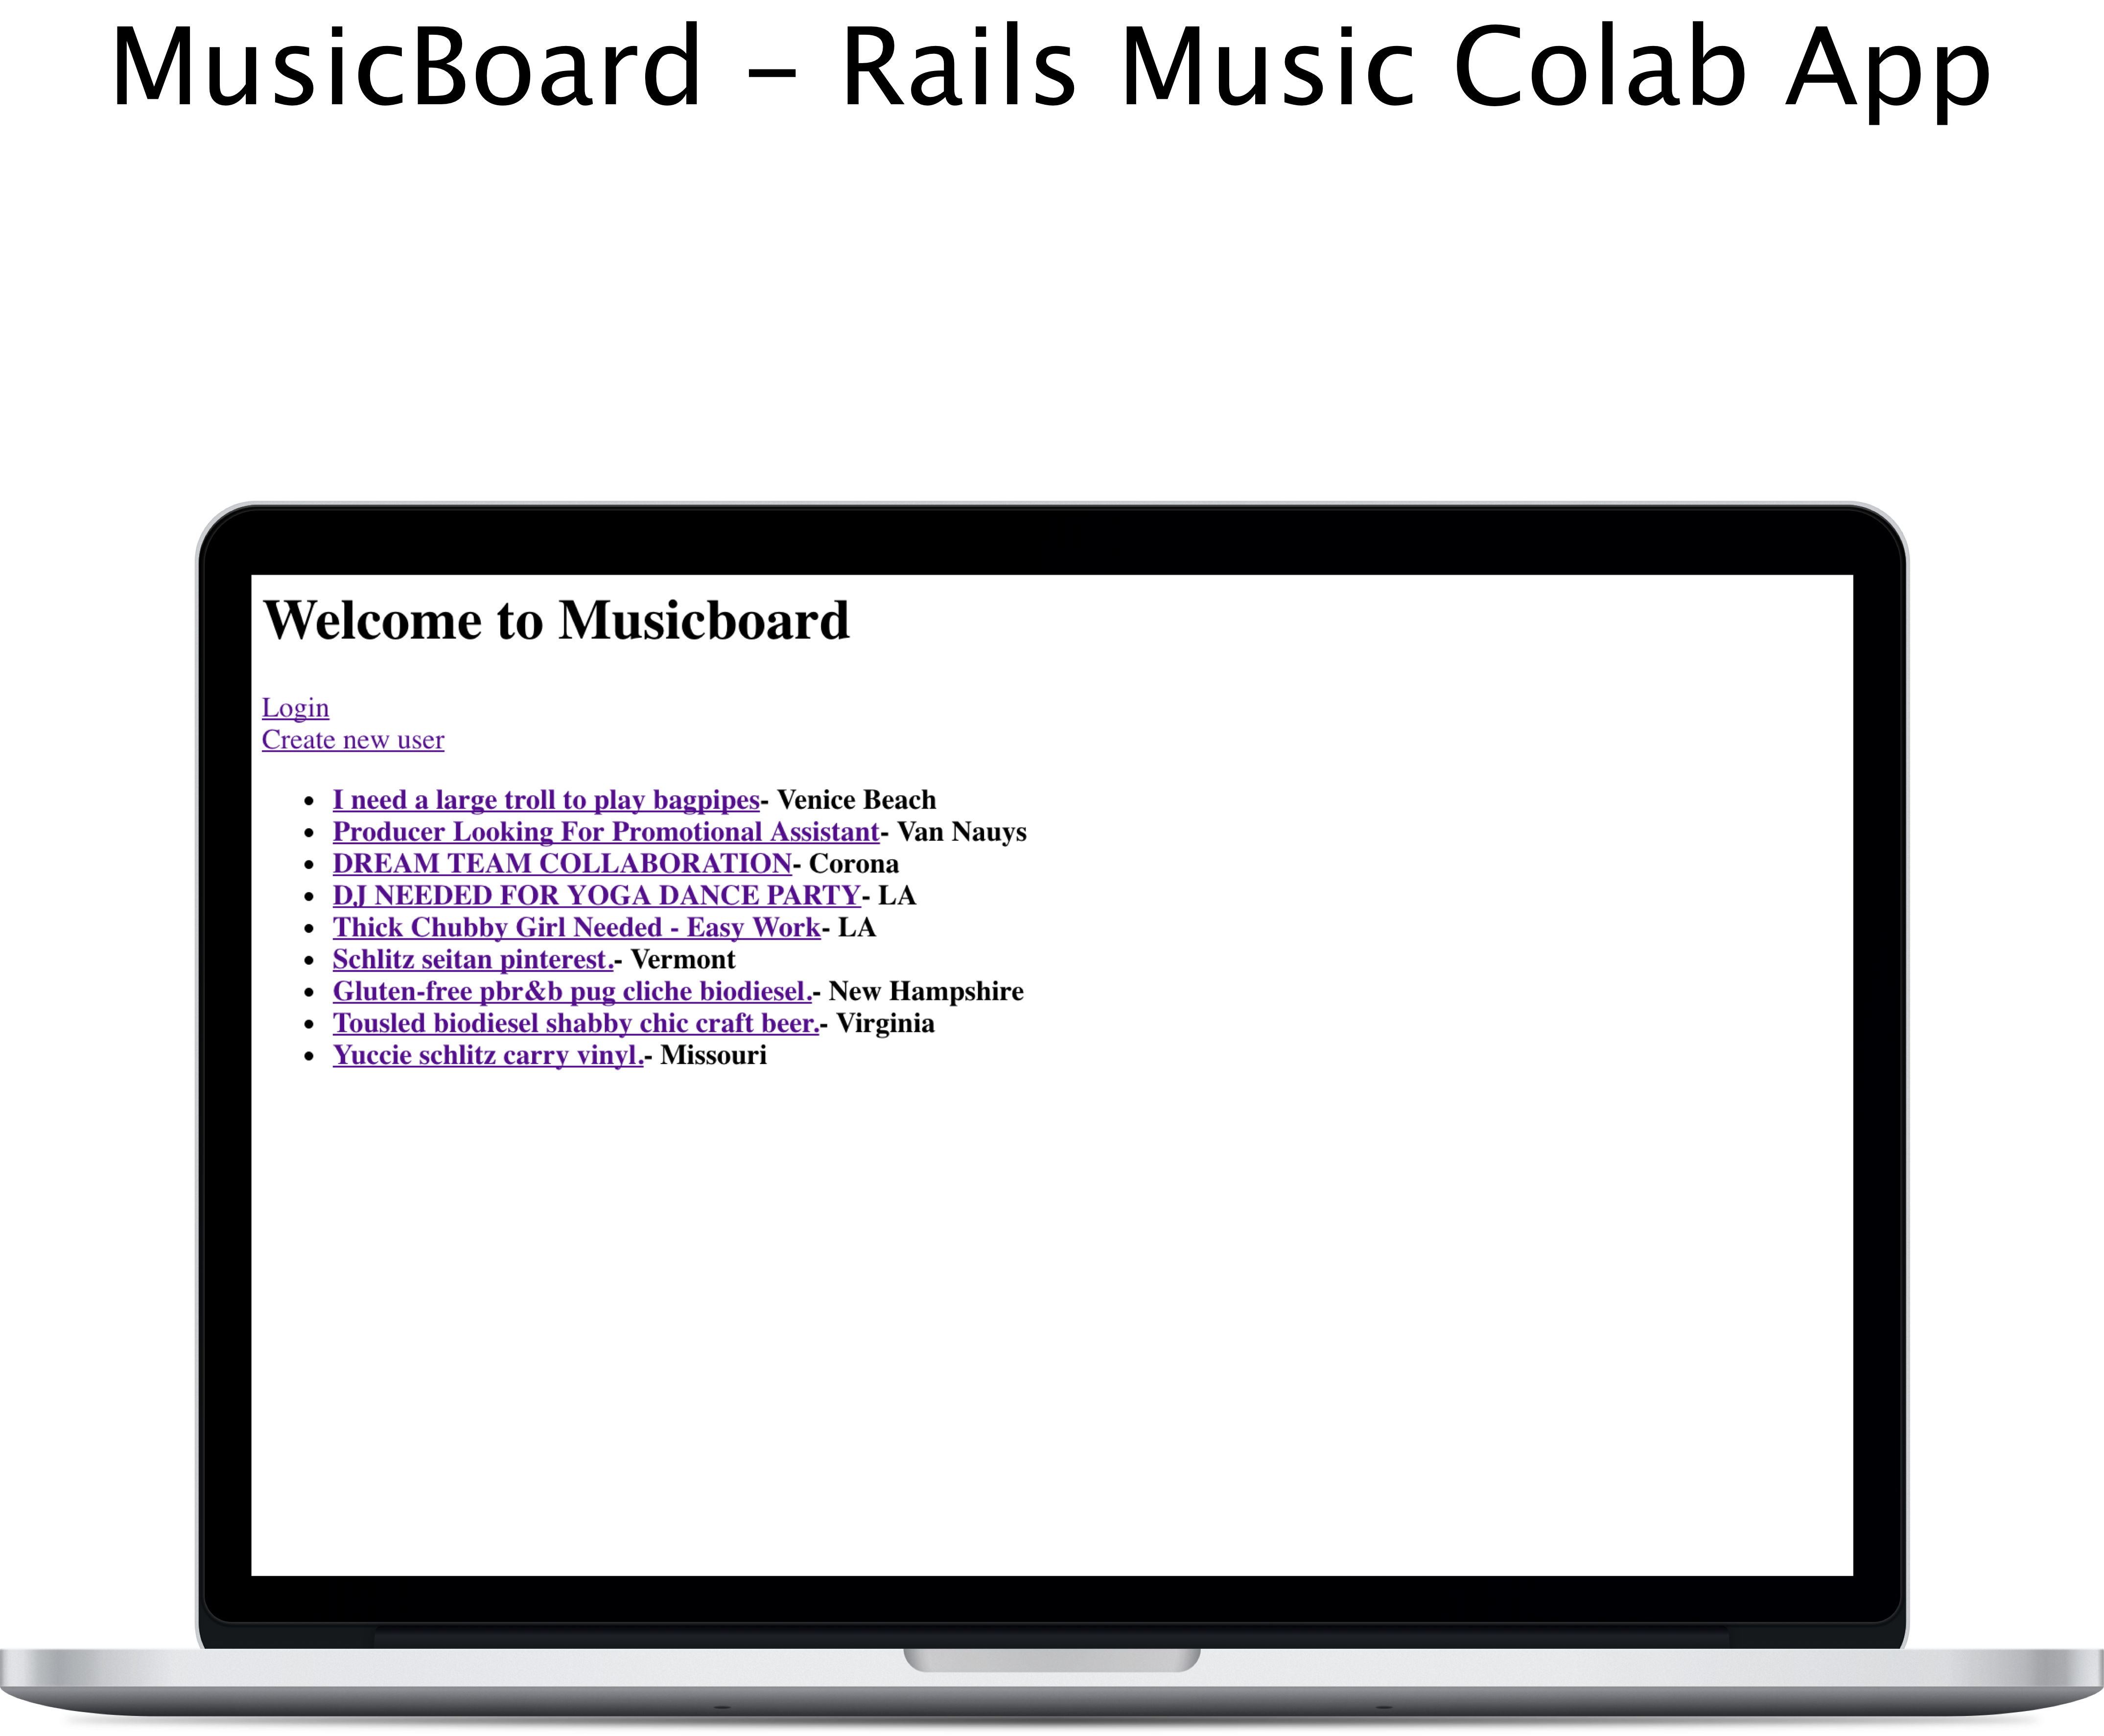 MusicBoard – Rails Music Colab App
Welcome to Musicboard
Login
Create new user
• I need a large troll to play bagpipes- Venice Beach
• Producer Looking For Promotional Assistant- Van Nauys
• DREAM TEAM COLLABORATION- Corona
• DJ NEEDED FOR YOGA DANCE PARTY- LA
• Thick Chubby Girl Needed - Easy Work- LA
• Schlitz seitan pinterest.- Vermont
• Gluten-free pbr&b pug cliche biodiesel.- New Hampshire
• Tousled biodiesel shabby chic craft beer.- Virginia
• Yuccie schlitz carry vinyl.- Missouri